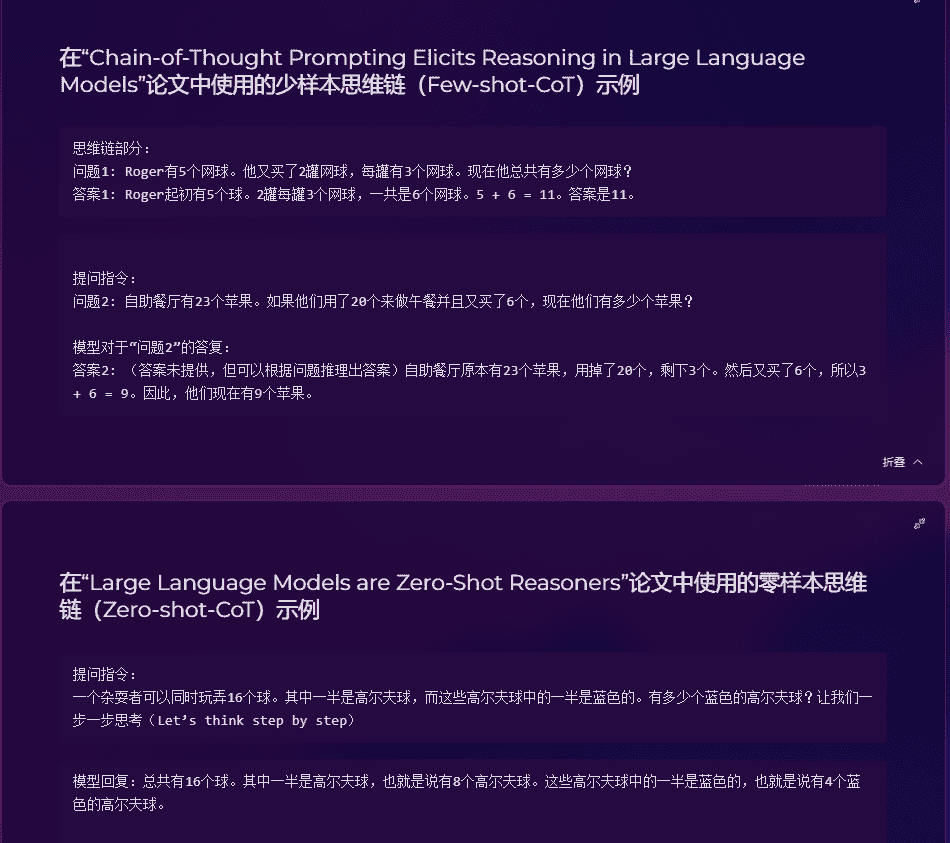 在“Chain-of-Thought Prompting Elicits Reasoning in Large Language
Models”论文中使用的少样本思维链（Few-shot-CoT）示例
思维链部分：
问题1: Roger有5个网球。他又买了2罐网球，每罐有3个网球。现在他总共有多少个网球？
答案1: Roger起初有5个球。2罐每罐3个网球，一共是6个网球。5 + 6 = 11。答案是11。
提问指令：
问题2: 自助餐厅有23个苹果。如果他们用了20个来做午餐并且又买了6个，现在他们有多少个苹果？
模型对于“问题2”的答复：
答案2: （答案未提供，但可以根据问题推理出答案）自助餐厅原本有23个苹果，用掉了20个，剩下3个。然后又买了6个，所以3
+ 6 = 9。因此，他们现在有9个苹果。
折叠
在“Large Language Models are Zero-Shot Reasoners”论文中使用的零样本思维
链（Zero-shot-CoT）示例
提问指令：
一个杂耍者可以同时玩弄16个球。其中一半是高尔夫球，而这些高尔夫球中的一半是蓝色的。有多少个蓝色的高尔夫球？让我们一
步一步思考（Let’s think step by step）
模型回复：总共有16个球。其中一半是高尔夫球，也就是说有8个高尔夫球。这些高尔夫球中的一半是蓝色的，也就是说有4个蓝
色的高尔夫球。